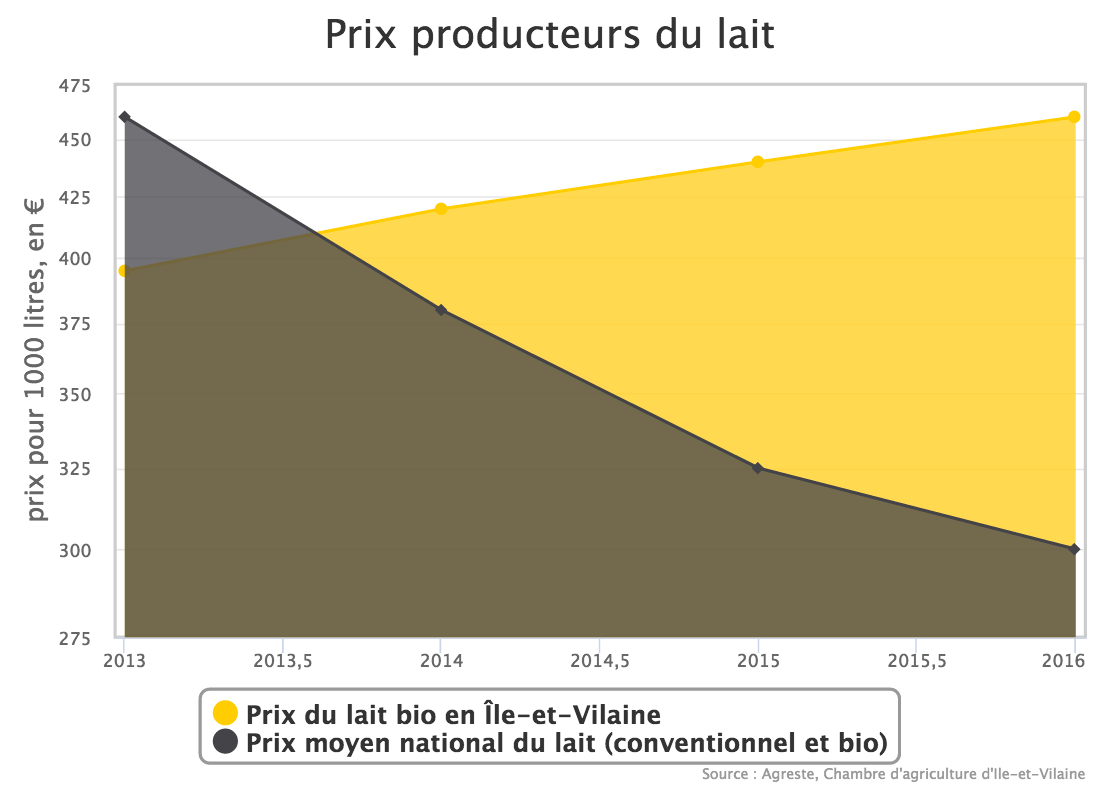 Prix producteurs du lait
475
450
425
400
375
350
325
300
275
prix pour 1000 litres, en €
2013 2013,5 2014 2014,5 2015 2015,5 2016
Prix du lait bio en Île-et-Vilaine
Prix moyen national du lait (conventionnel et bio)
Source : Agreste, Chambre d'agriculture d'Ile-et-Vilaine